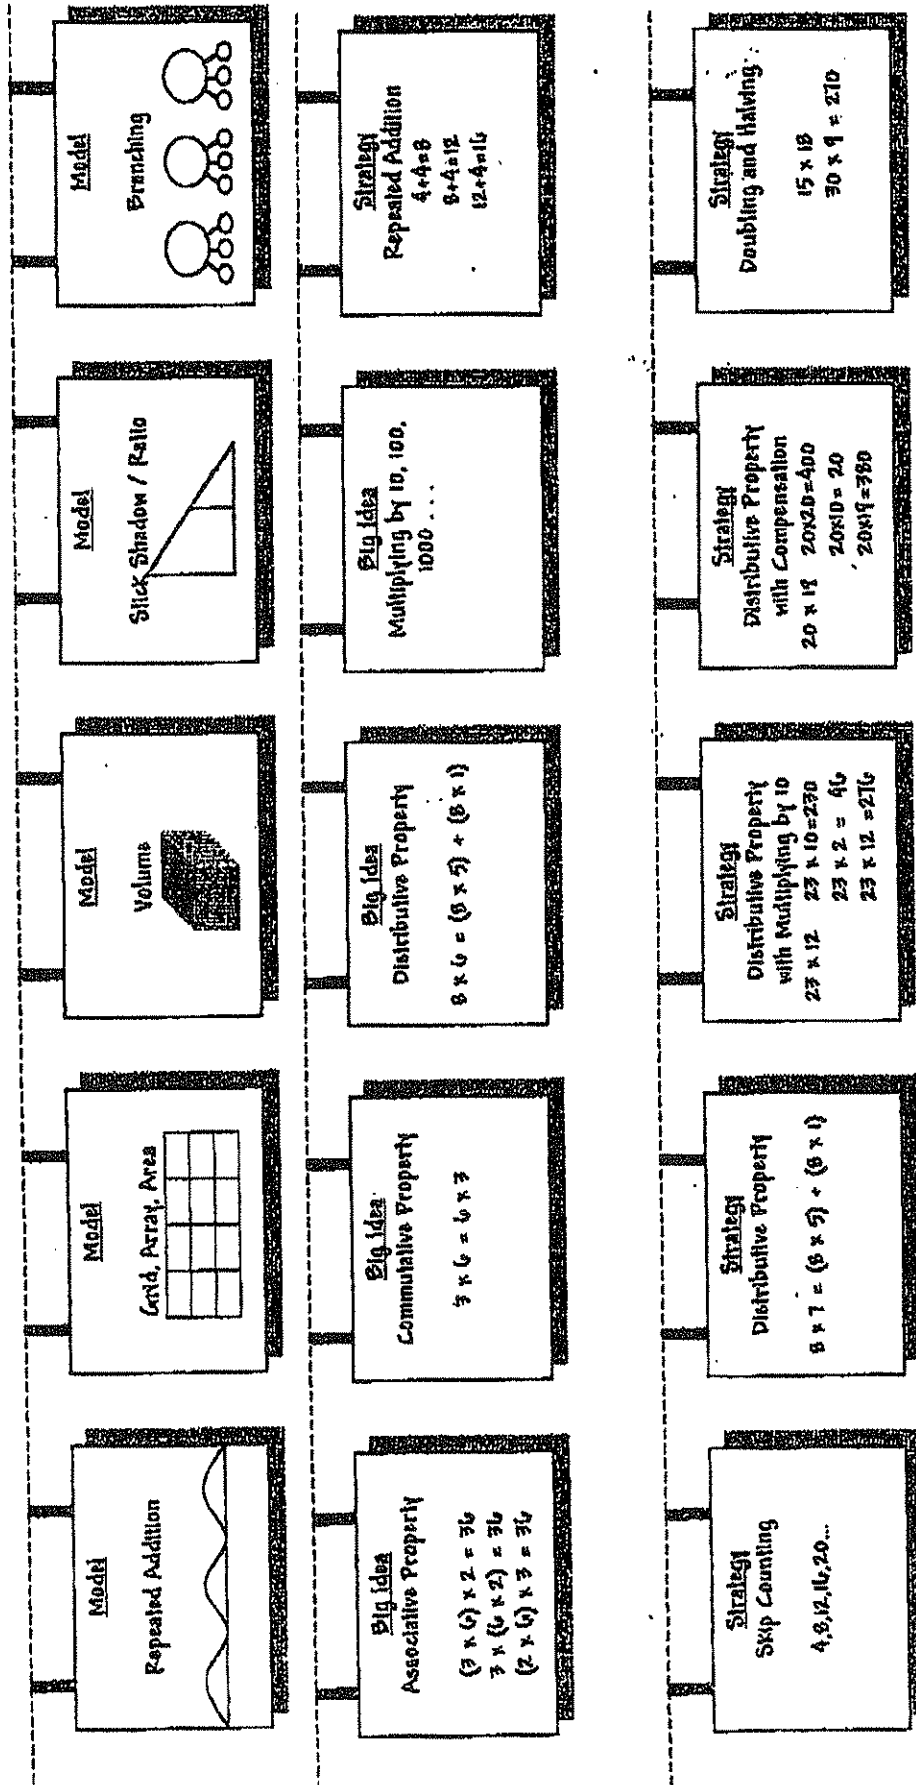 Model
Repeated Addition
Model
Grid, Array, Area
Model
Volume
Model
Stick Shadow / Ratio
Model
Branching
Big Idea
Associative Property
(3 x 6) x 2 = 36
3 x (6 x 2) = 36
(2 x 6) x 3 = 36
Big Idea
Commutative Property
3 x 6 = 6 x 3
Big Idea
Distributive Property
8 x 6 = (8 x 5) + (8 x 1)
Big Idea
Multiplying by 10, 100,
1000 . . .
Strategy
Repeated Addition
4+4=8
8+4=12
12+4=16
Strategy
Skip Counting
4,8,12,16,20...
Strategy
Distributive Property
8 x 7 = (8 x 5) + (8 x 1)
Strategy
Distributive Property
with Multiplying by 10
23 x 12 23 x 10=230
23 x 2 = 46
23 x 12 =276
Strategy
Distributive Property
with Compensation
20 x 19 20x20=400
20x10= 20
20x19=380
Strategy
Doubling and Halving
15 x 18
30 x 9 = 270